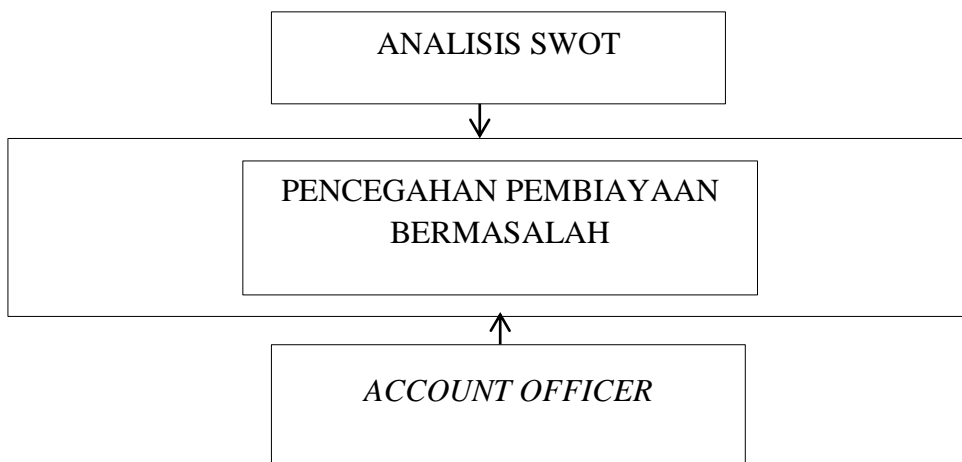 ANALISIS SWOT
PENCEGAHAN PEMBIAYAAN
BERMASALAH
ACCOUNT OFFICER